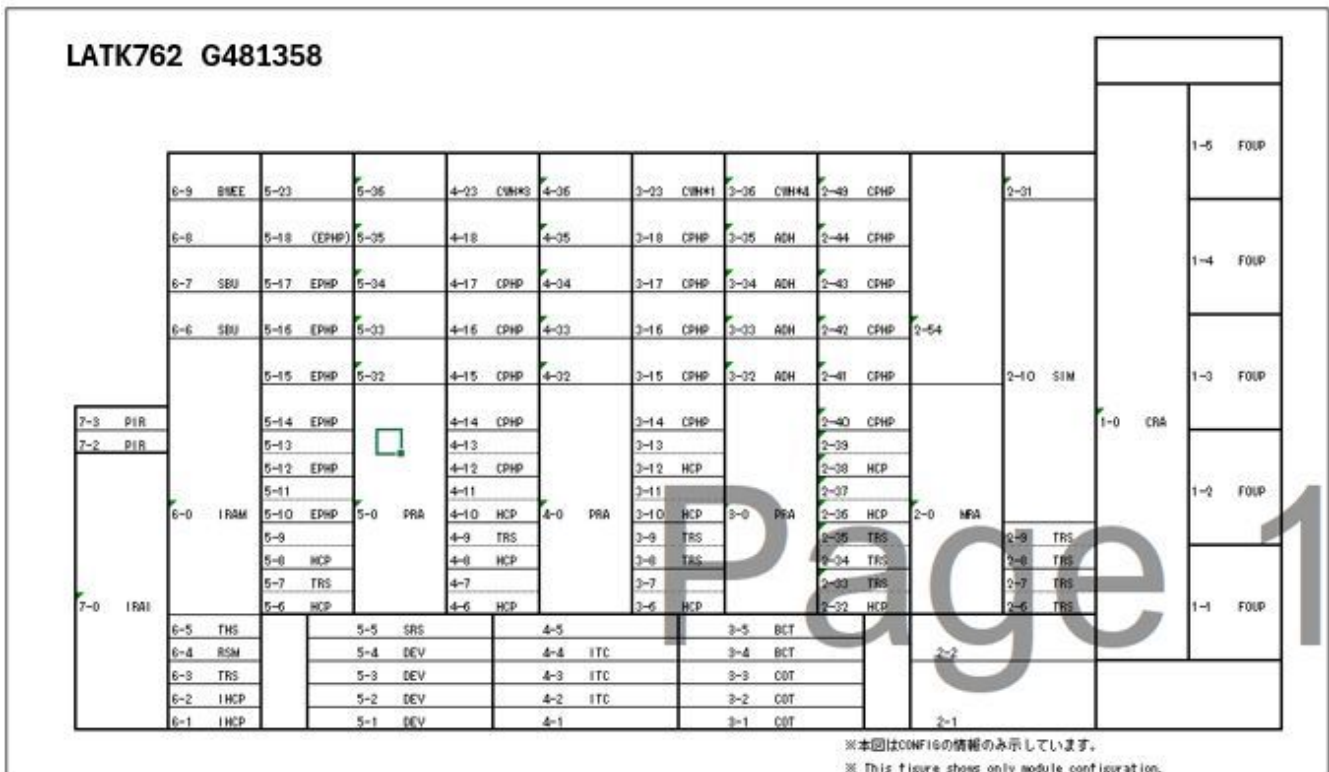 LATK762 G481358
1-5 FOUP
6-9 BWEE 5-23 5-36 4-23 CWH*3 4-36 3-23 CWH*1 3-36 CWH*4 2-49 CPHP 2-31
6-8 5-18 (EPHP) 5-35 4-18 4-35 3-18 CPHP 3-35 ADH 2-44 CPHP
1-4 FOUP
6-7 SBU 5-17 EPHP 5-34 4-17 CPHP 4-34 3-17 CPHP 3-34 ADH 2-43 CPHP
6-6 SBU 5-16 EPHP 5-33 4-16 CPHP 4-33 3-16 CPHP 3-33 ADH 2-42 CPHP 2-54
5-15 EPHP 5-32 4-15 CPHP 4-32 3-15 CPHP 3-32 ADH 2-41 CPHP 2-10 SIM 1-3 FOUP
7-3 PIR 5-14 EPHP 4-14 CPHP 3-14 CPHP 2-40 CPHP 1-0 CRA
7-2 PIR 5-13 4-13 3-13 2-39
5-12 EPHP 4-12 CPHP 3-12 HCP 2-38 HCP
5-11 4-11 3-11 2-37 1-2 FOUP
6-0 IRAM 5-10 EPHP 5-0 PRA 4-10 HCP 4-0 PRA 3-10 HCP 3-0 PRA 2-36 HCP 2-0 MRA
5-9 4-9 TRS 3-9 TRS 2-35 TRS 2-9 TRS
5-8 HCP 4-8 HCP 3-8 TRS 2-34 TRS 2-8 TRS
5-7 TRS 4-7 3-7 2-33 TRS 2-7 TRS
7-0 IRAI 5-6 HCP 4-6 HCP 3-6 HCP 2-32 HCP 2-6 TRS 1-1 FOUP
6-5 THS 5-5 SRS 4-5 3-5 BCT
6-4 RSM 5-4 DEV 4-4 ITC 3-4 BCT 2-2
6-3 TRS 5-3 DEV 4-3 ITC 3-3 COT
6-2 IHCP 5-2 DEV 4-2 ITC 3-2 COT
6-1 IHCP 5-1 DEV 4-1 3-1 COT 2-1
Page 1
※本図はCONFIGの情報のみ示しています。
※ This figure shows only module configuration.